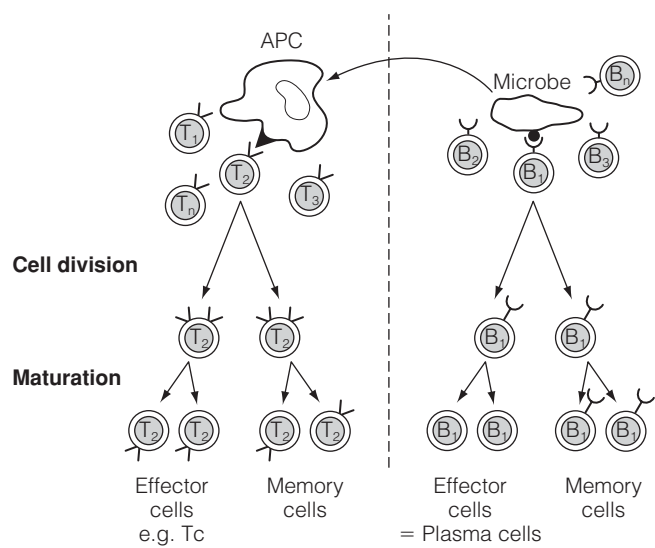 APC
Microbe
Bn
T1
T2
T3
Tn
B2
B1
B3
Cell division
T2
T2
B1
B1
Maturation
T2
T2
T2
T2
B1
B1
B1
B1
Effector
cells
e.g. Tc
Memory
cells
Effector
cells
= Plasma cells
Memory
cells